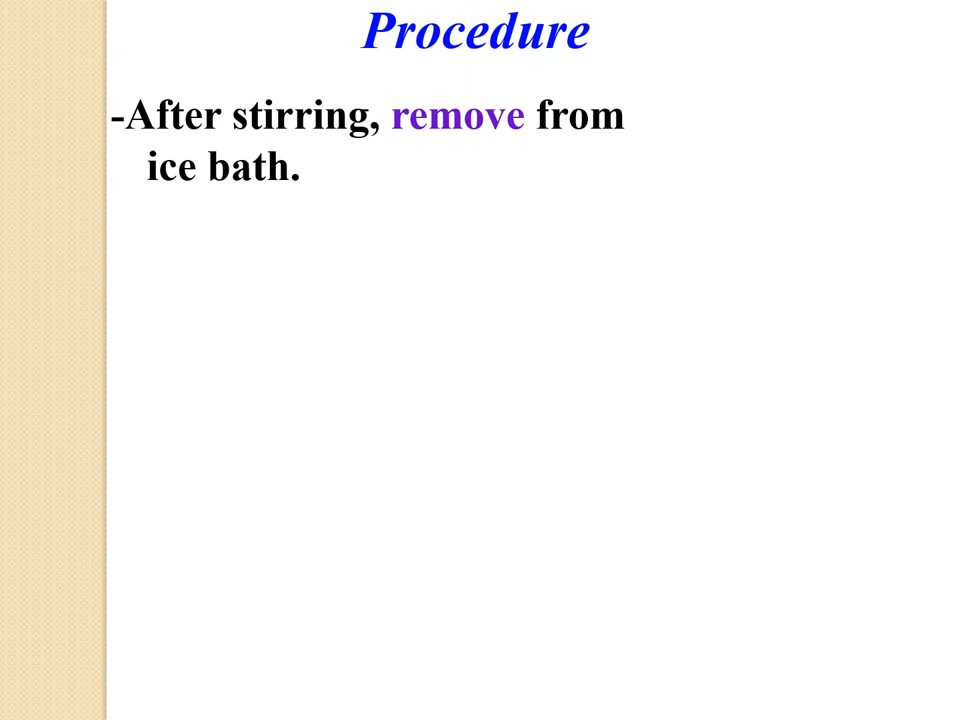 Procedure
-After stirring, remove from
ice bath.